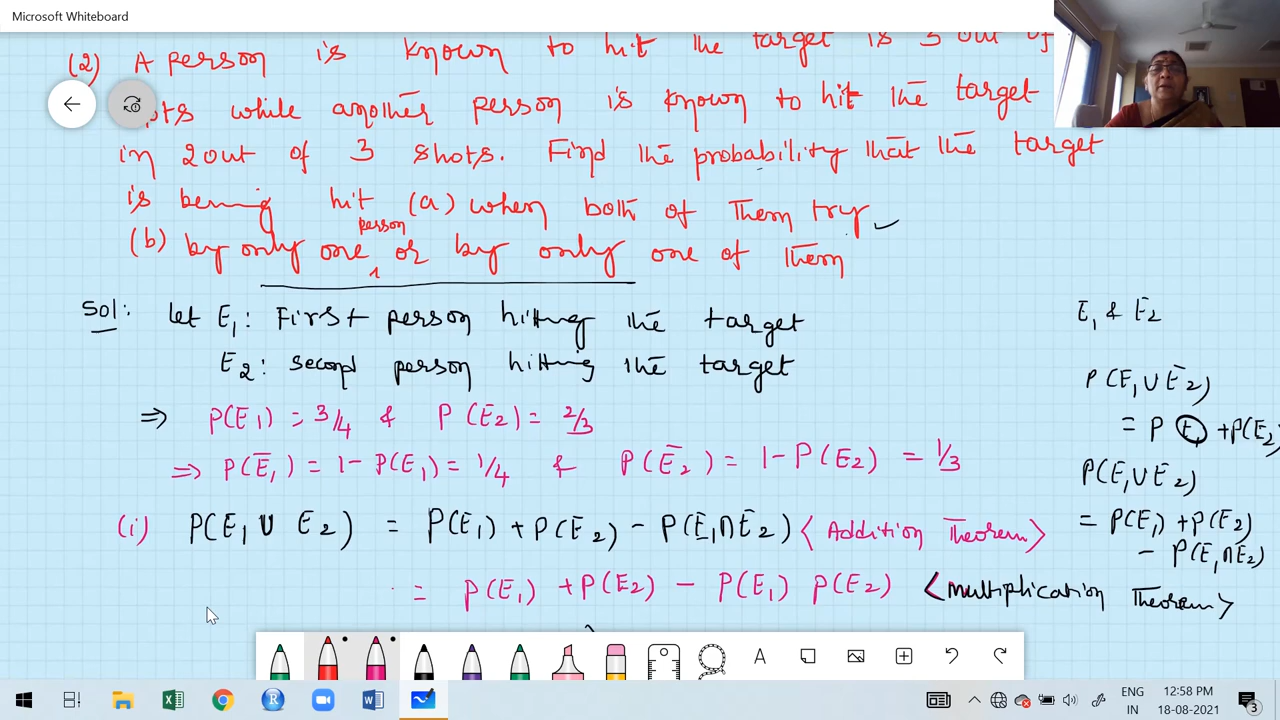 Microsoft Whiteboard
(2) A person is known to hit the target is 3 out of
pts while another person is known to hit the target
in 2 out of 3 shots. Find the probability that the target
is being hit (a) when both of them try
person
(b) by only one or by only one of them
Sol: let E₁: First person hitting the target
E₂: second person hitting the target
⇒ P(E₁) = 3/4 & P(E₂) = 2/3
⇒ P(E̅₁) = 1 - P(E₁) = 1/4 & P(E̅₂) = 1 - P(E₂) = 1/3
(i) P(E₁ ∪ E₂) = P(E₁) + P(E₂) - P(E₁∩E₂) < Addition Theorem >
= P(E₁) + P(E₂) - P(E₁) P(E₂) < multiplication Theorem >
E₁ & E₂
P(E₁ ∪ E₂)
= P E₁ + P(E₂
P(E₁ ∪ E₂)
= P(E₁) + P(E₂)
- P(E₁∩E₂)
A
R
W
ENG
IN
12:58 PM
18-08-2021
3